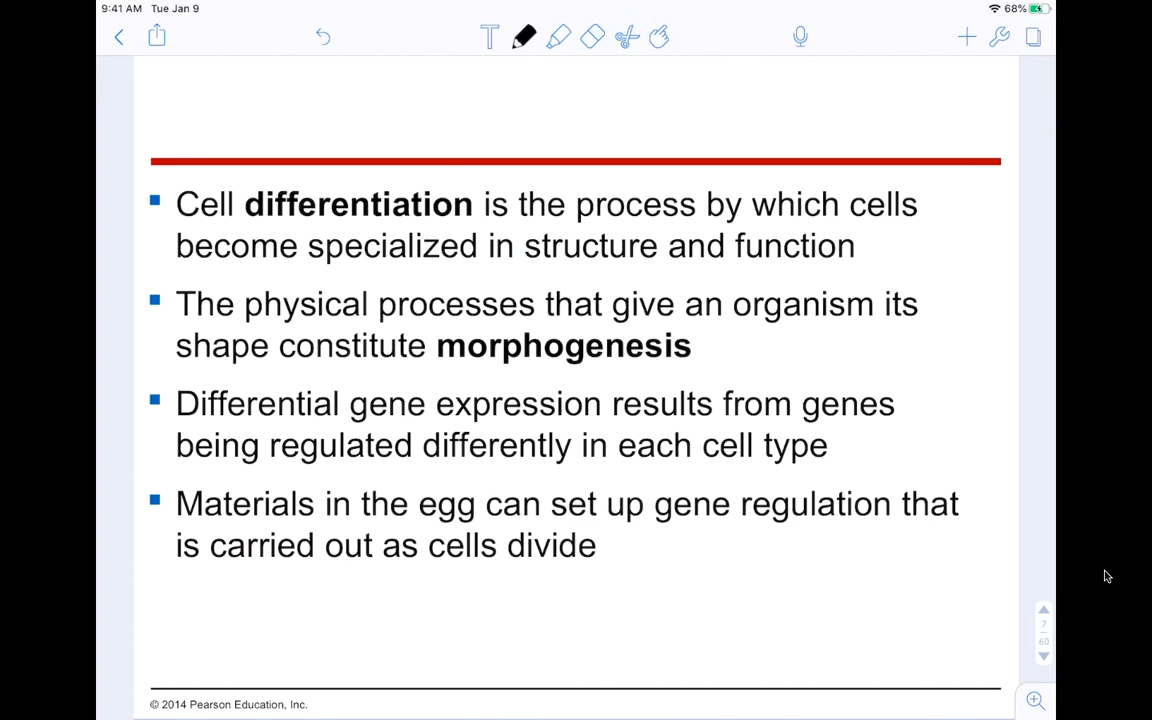 9:41 AM Tue Jan 9 68%
T
Cell differentiation is the process by which cells
become specialized in structure and function
The physical processes that give an organism its
shape constitute morphogenesis
Differential gene expression results from genes
being regulated differently in each cell type
Materials in the egg can set up gene regulation that
is carried out as cells divide
7
60
© 2014 Pearson Education, Inc.